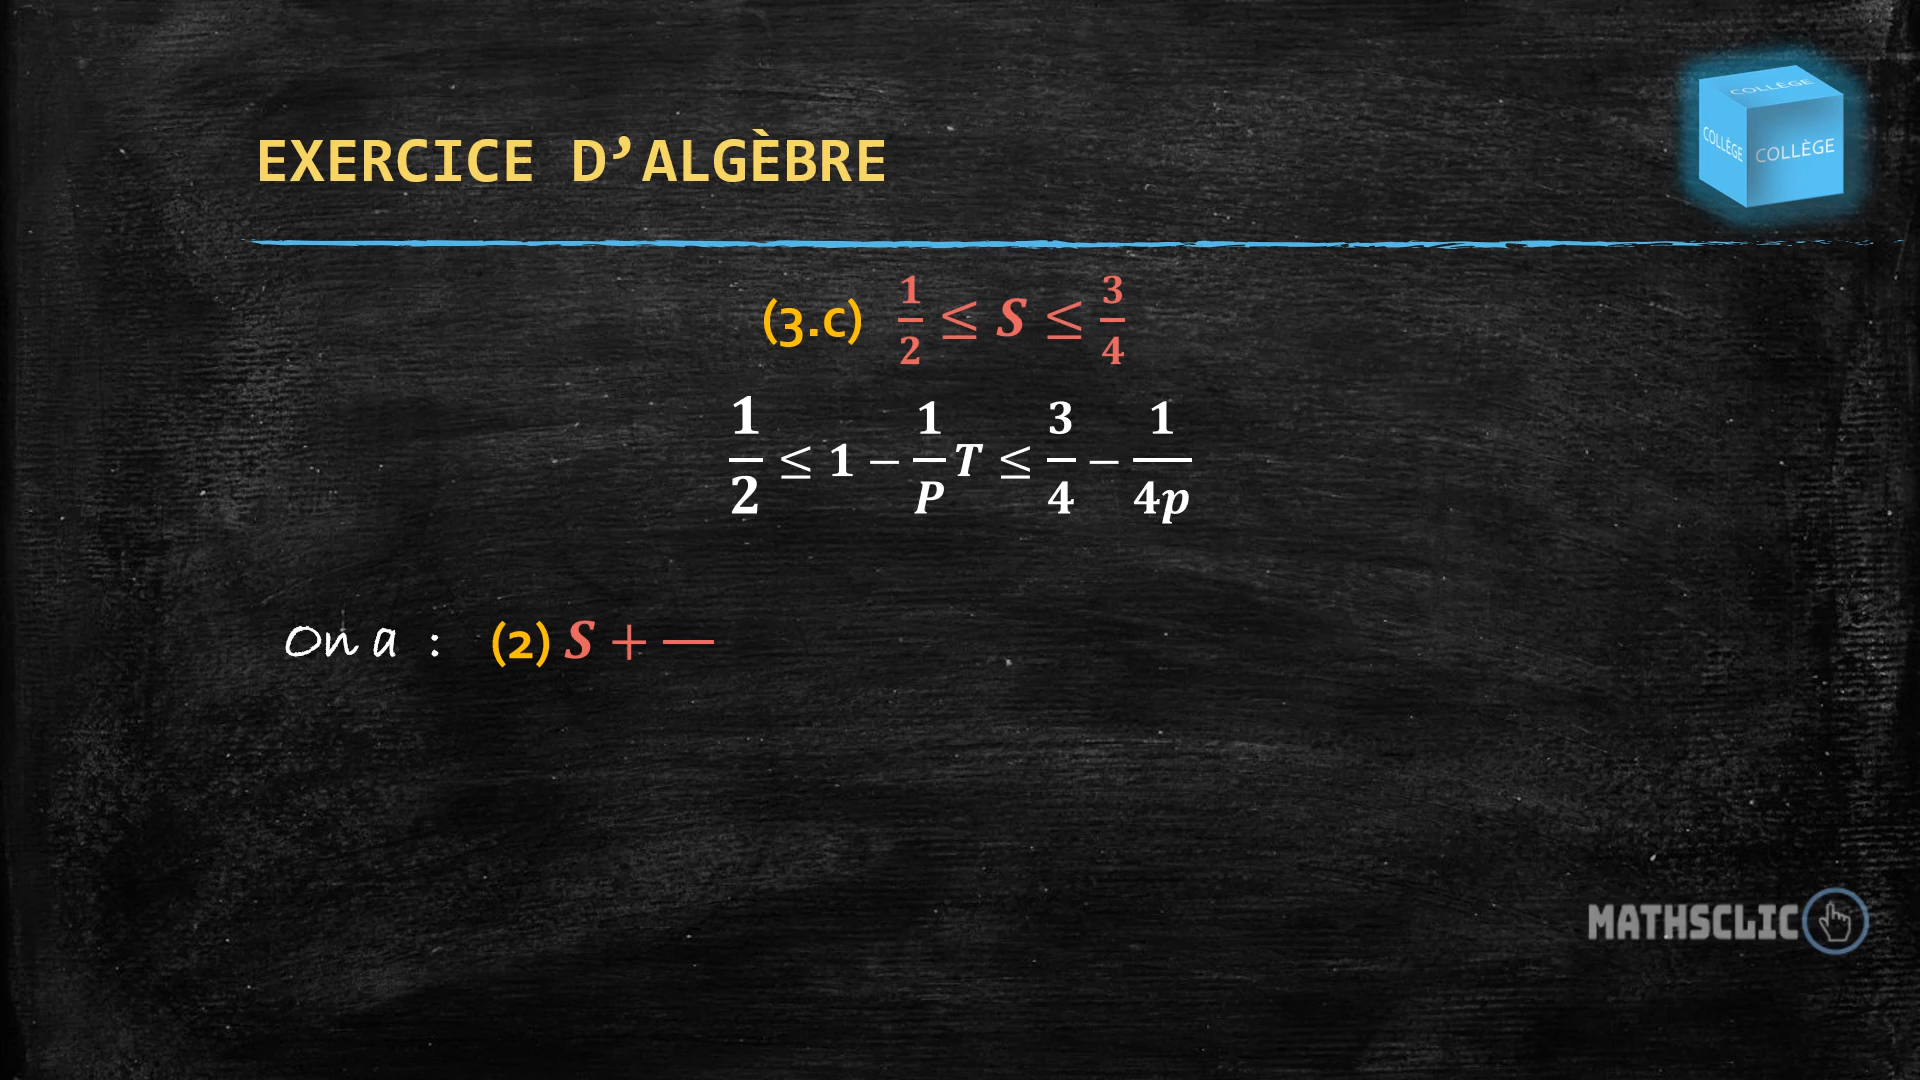 COLLÈGE
COLLÈGE COLLÈGE
EXERCICE D’ALGÈBRE
(3.c) 1/2 ≤ S ≤ 3/4
1/2 ≤ 1 − 1/P T ≤ 3/4 − 1/4p
On a : (2) S + —
MATHSCLIC